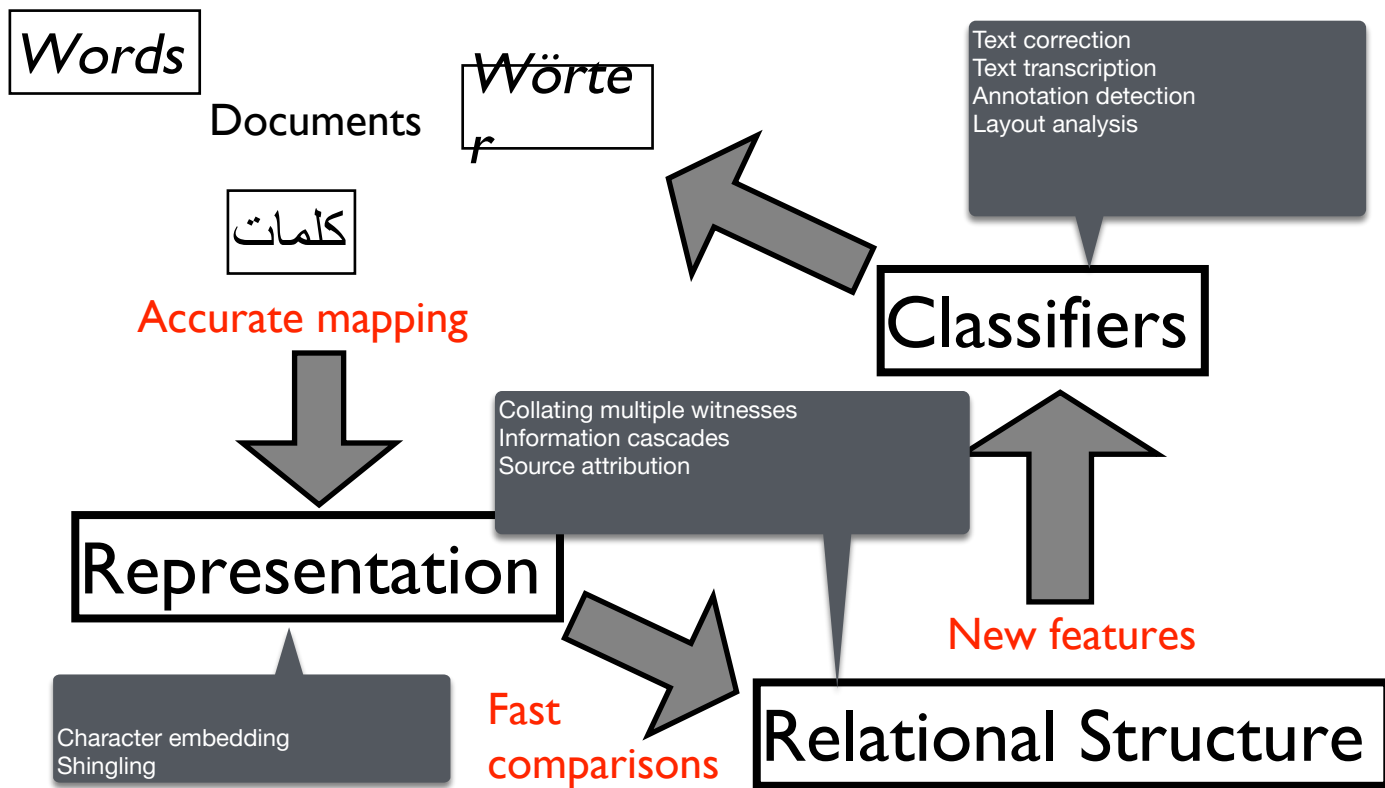 Words
Documents
Wörte
r
كلمات
Accurate mapping
Text correction
Text transcription
Annotation detection
Layout analysis
Classifiers
Collating multiple witnesses
Information cascades
Source attribution
Representation
Character embedding
Shingling
Fast
comparisons
New features
Relational Structure